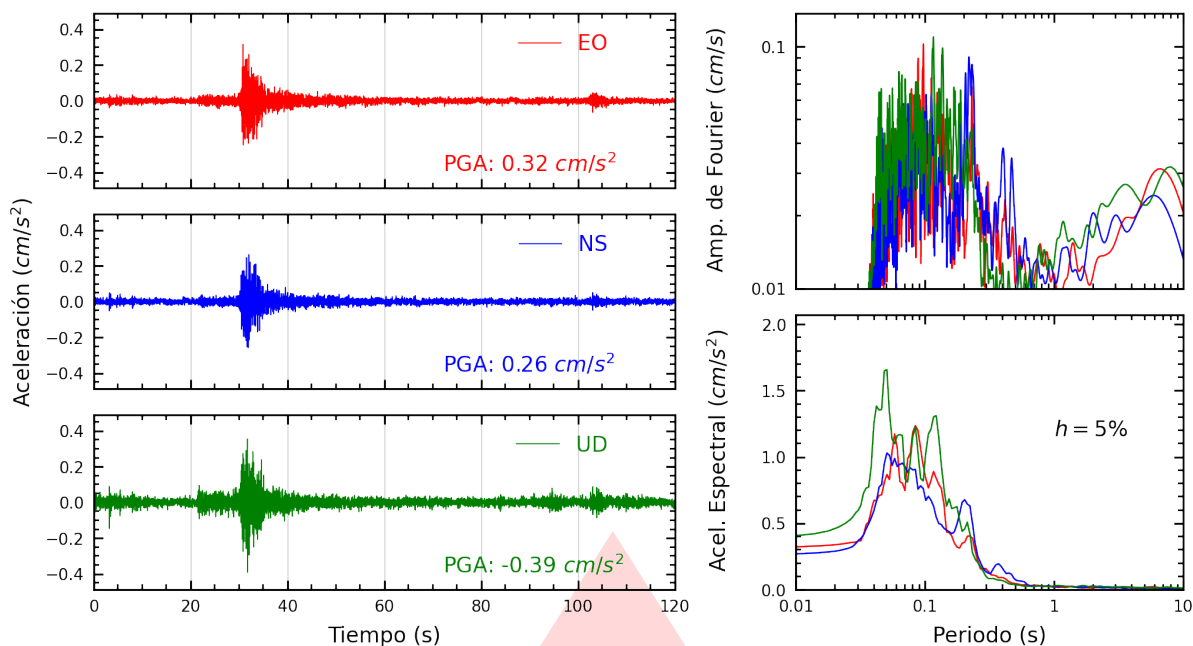 Aceleración (cm/s²)
0.4
0.2
0.0
−0.2
−0.4
EO
PGA: 0.32 cm/s²
0.4
0.2
0.0
−0.2
−0.4
NS
PGA: 0.26 cm/s²
0.4
0.2
0.0
−0.2
−0.4
UD
PGA: -0.39 cm/s²
0 20 40 60 80 100 120
Tiempo (s)
Amp. de Fourier (cm/s)
0.1
0.01
Acel. Espectral (cm/s²)
2.0
1.5
1.0
0.5
0.0
h = 5%
0.01 0.1 1 10
Periodo (s)